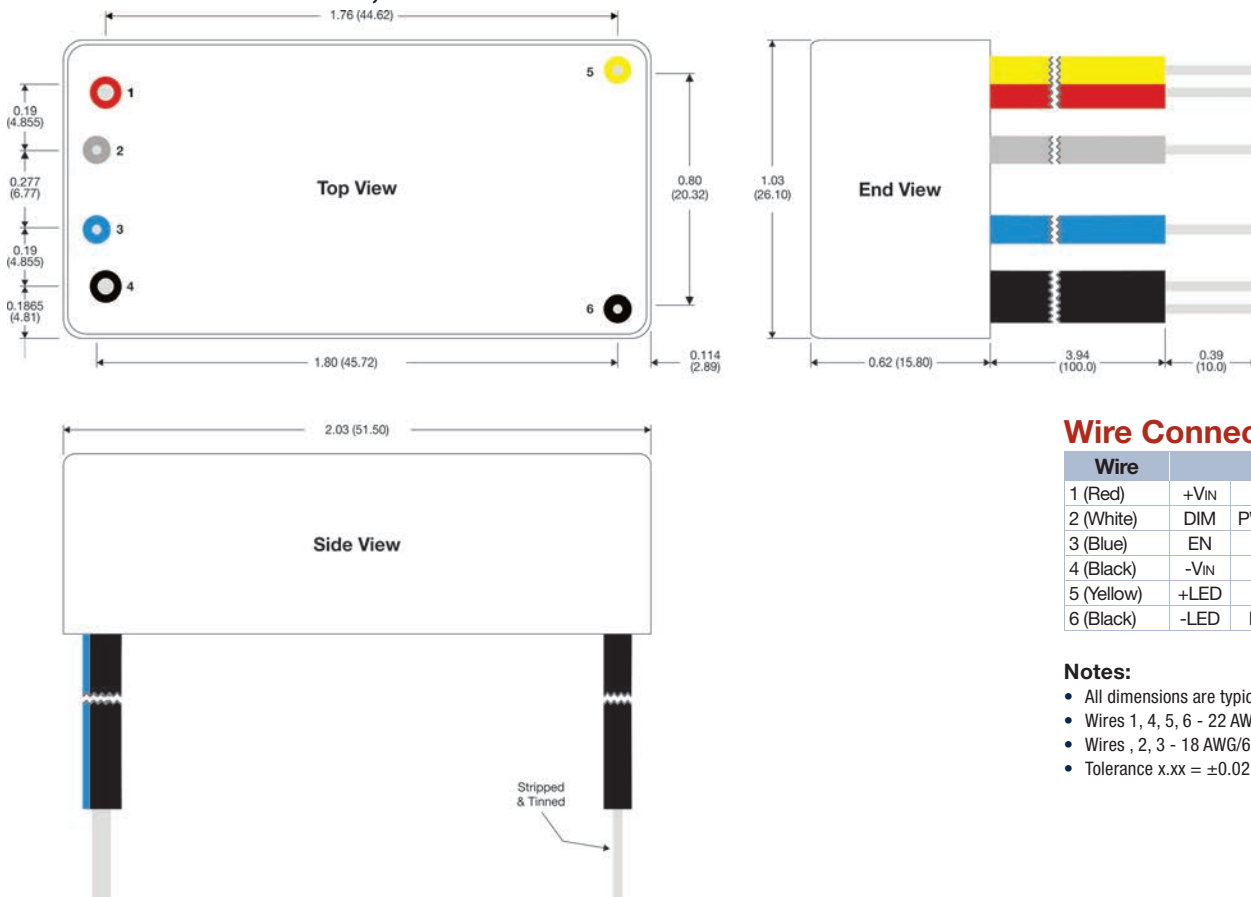 1.76 (44.62)
1
2
3
4
5
6
0.19
(4.855)
0.277
(6.77)
0.19
(4.855)
0.1865
(4.81)
Top View
0.80
(20.32)
1.80 (45.72)
0.114
(2.89)
1.03
(26.10)
End View
0.62 (15.80)
3.94
(100.0)
0.39
(10.0)
2.03 (51.50)
Side View
Stripped
& Tinned
Wire Connec
Wire
1 (Red) +VIN
2 (White) DIM P
3 (Blue) EN
4 (Black) -VIN
5 (Yellow) +LED
6 (Black) -LED
Notes:
• All dimensions are typic
• Wires 1, 4, 5, 6 - 22 AW
• Wires , 2, 3 - 18 AWG/6
• Tolerance x.xx = ±0.02